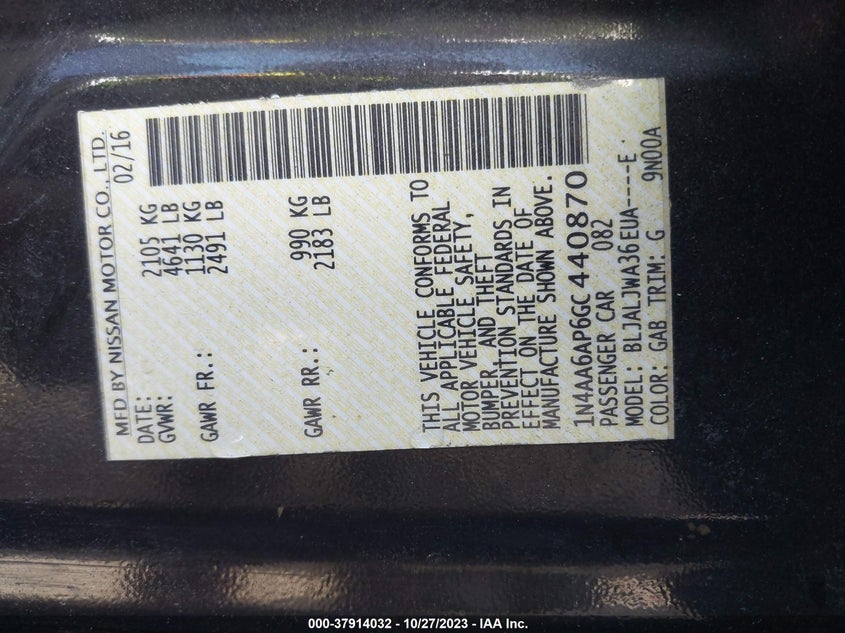 MFD BY NISSAN MOTOR CO., LTD.
DATE: 02/16
GVWR: 2105 KG
4641 LB
GAWR FR.: 1130 KG
2491 LB
GAWR RR.: 990 KG
2183 LB
THIS VEHICLE CONFORMS TO
ALL APPLICABLE FEDERAL
MOTOR VEHICLE SAFETY,
BUMPER, AND THEFT
PREVENTION STANDARDS IN
EFFECT ON THE DATE OF
MANUFACTURE SHOWN ABOVE.
1N4AA6AP6GC440870
PASSENGER CAR 082
MODEL: BLJALJWA36EUA----E
COLOR: GAB TRIM: G 9N00A
000-37914032 - 10/27/2023 - IAA Inc.